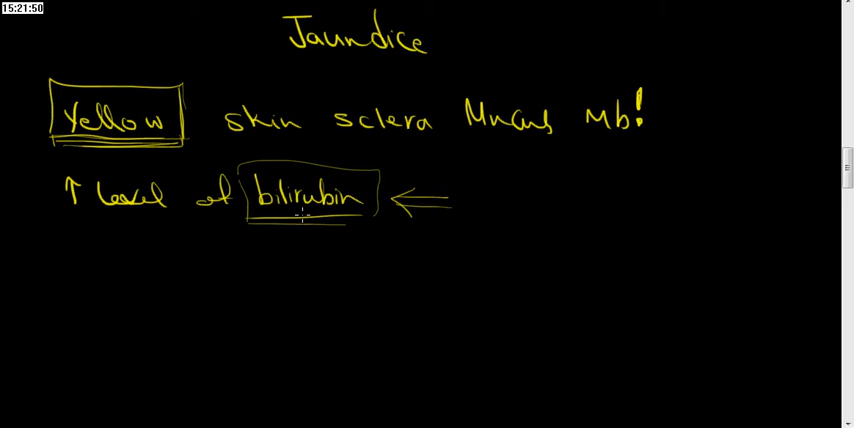 15:21:50
Jaundice
Yellow skin sclera Mucus Mb!
↑ level of bilirubin ⇐